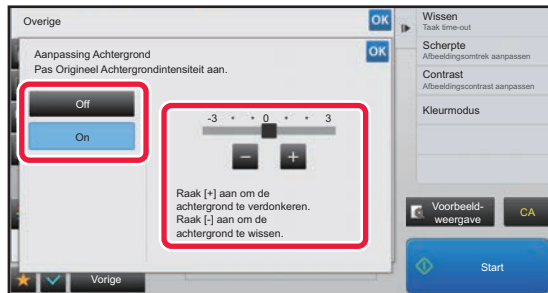 Overige
OK
Aanpassing Achtergrond
OK
Pas Origineel Achtergrondintensiteit aan.
Off
On
-3 • • 0 • • 3
− +
Raak [+] aan om de
achtergrond te verdonkeren.
Raak [-] aan om de
achtergrond te wissen.
Vorige
Wissen
Taak time-out
Scherpte
Afbeeldingsomtrek aanpassen
Contrast
Afbeeldingscontrast aanpassen
Kleurmodus
Voorbeeld-
weergave
CA
Start